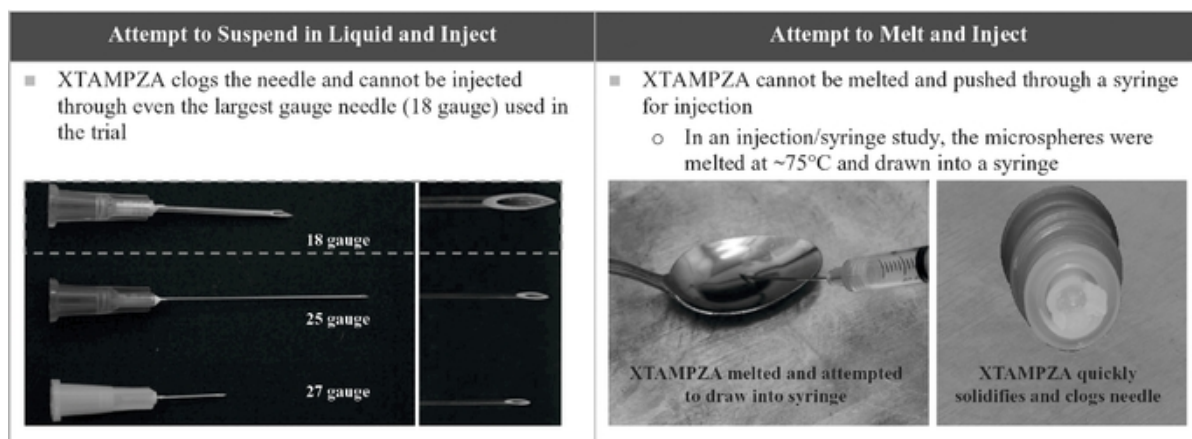 Attempt to Suspend in Liquid and Inject
XTAMPZA clogs the needle and cannot be injected
through even the largest gauge needle (18 gauge) used in
the trial
18 gauge
25 gauge
27 gauge
Attempt to Melt and Inject
XTAMPZA cannot be melted and pushed through a syringe
for injection
In an injection/syringe study, the microspheres were
melted at ~75°C and drawn into a syringe
XTAMPZA melted and attempted
to draw into syringe
XTAMPZA quickly
solidifies and clogs needle